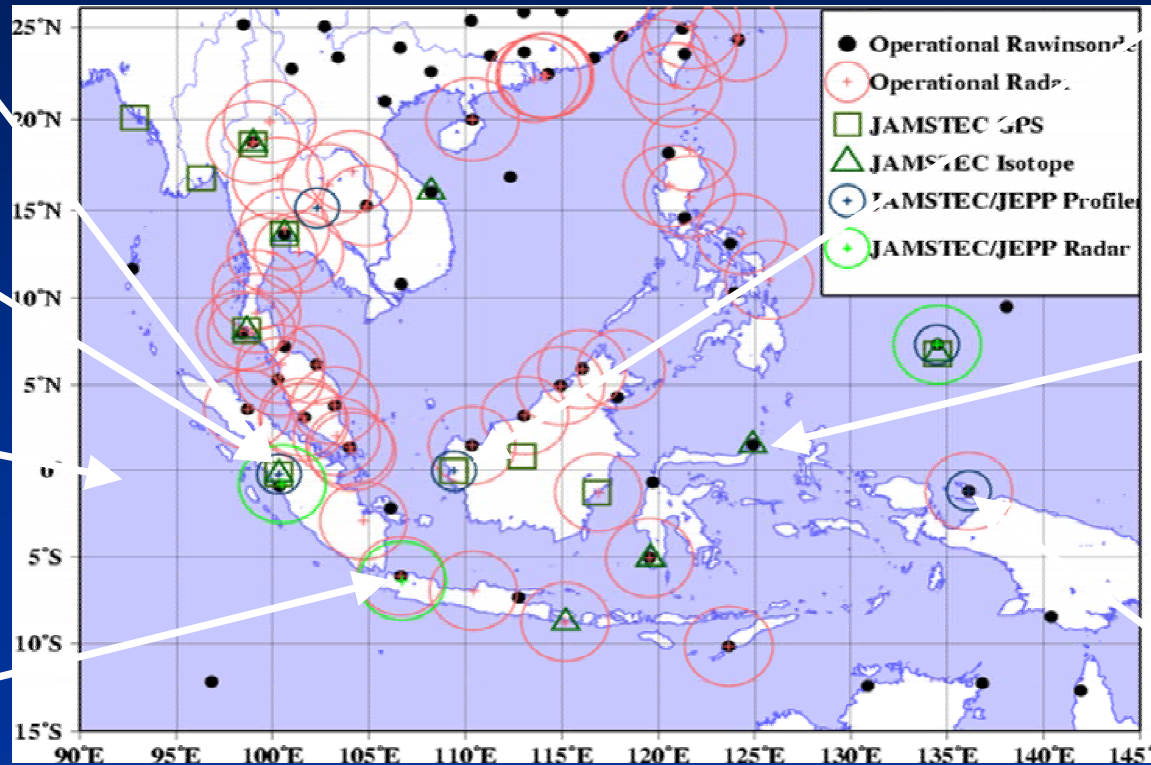 25°N
20°N
15°N
10°N
5°N
0°
5°S
10°S
15°S
90°E
95°E
100°E
105°E
110°E
115°E
120°E
125°E
130°E
135°E
140°E
145°
Operational Rawinsonde
Operational Radar
JAMSTEC GPS
JAMSTEC Isotope
JAMSTEC/JEPP Profiler
JAMSTEC/JEPP Radar